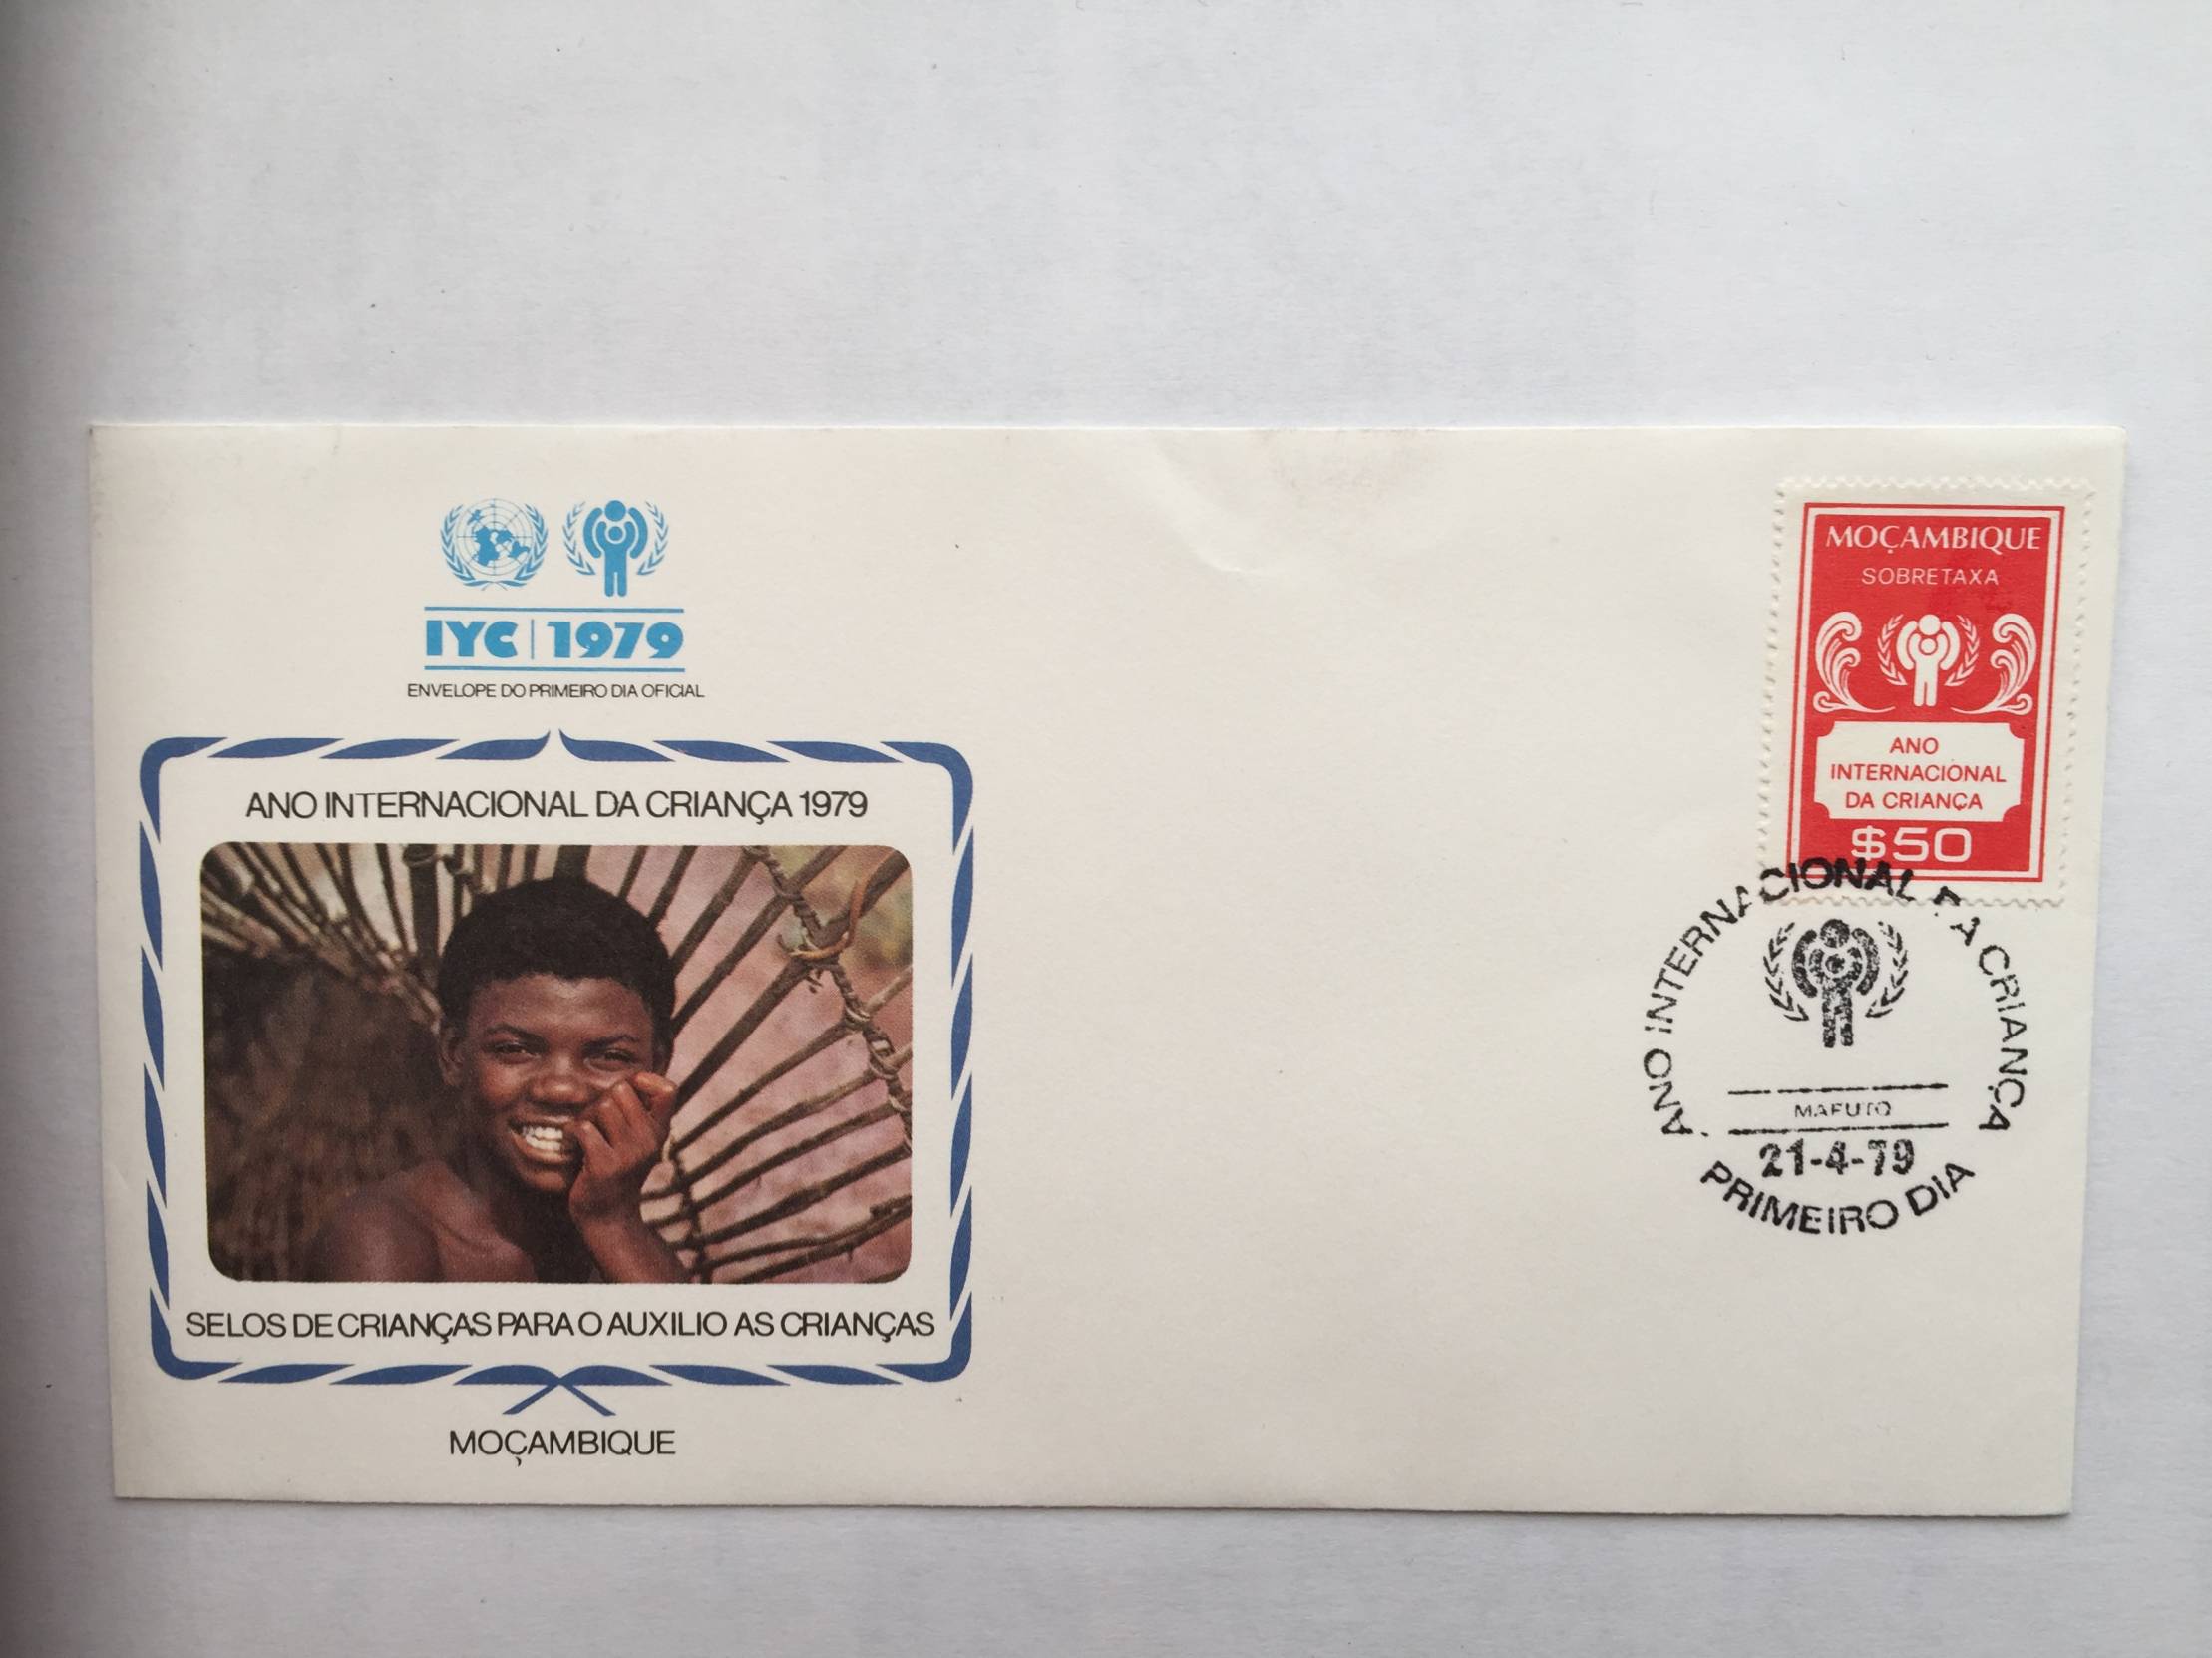 IYC 1979
ENVELOPE DO PRIMEIRO DIA OFICIAL
ANO INTERNACIONAL DA CRIANÇA 1979
SELOS DE CRIANÇAS PARA O AUXILIO AS CRIANÇAS
MOÇAMBIQUE
MOÇAMBIQUE
SOBRETAXA
ANO
INTERNACIONAL
DA CRIANÇA
$50
ANO INTERNACIONAL DA CRIANÇA
MAPUTO
21-4-79
PRIMEIRO DIA